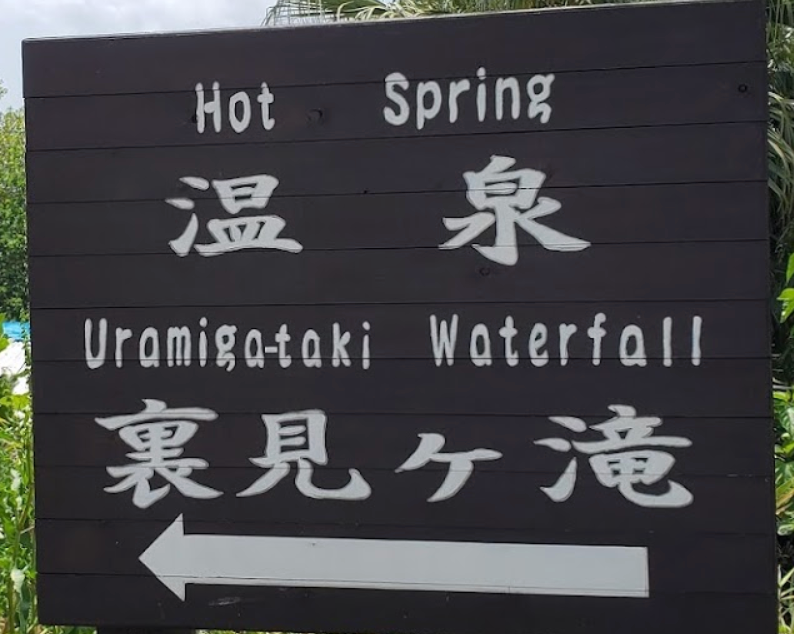 Hot Spring
温泉
Uramiga-taki Waterfall
裏見ケ滝